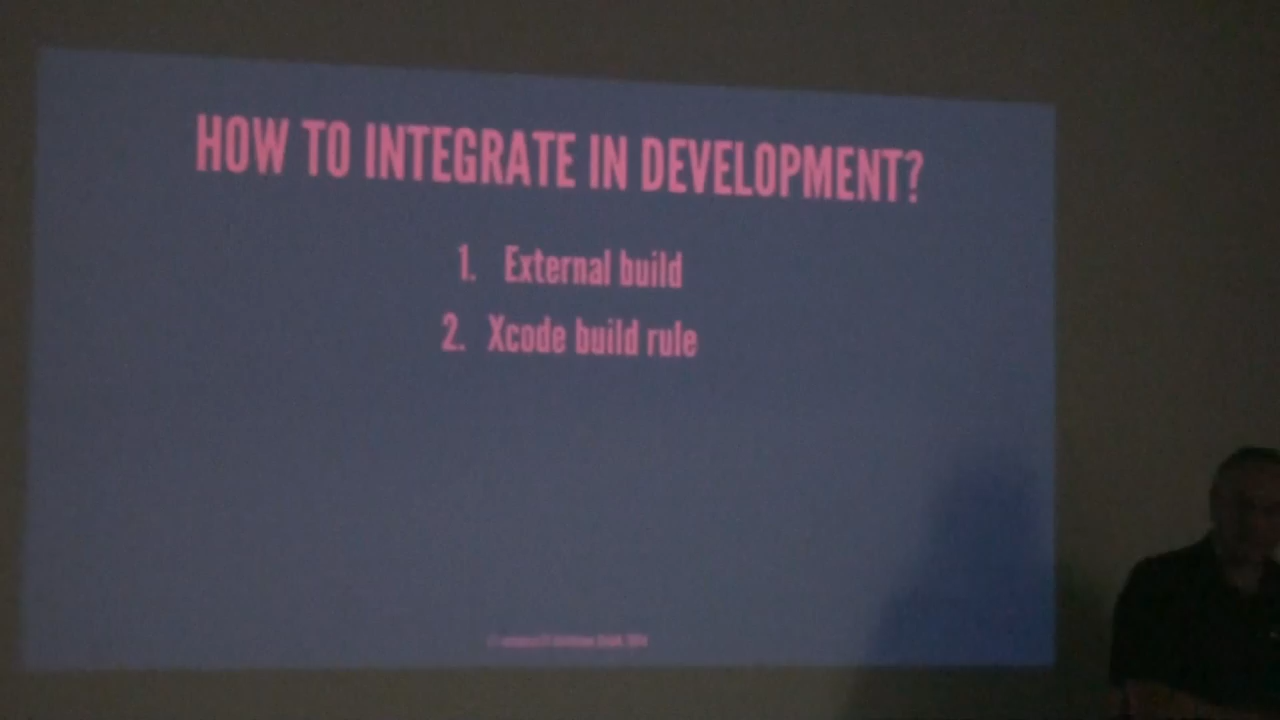 HOW TO INTEGRATE IN DEVELOPMENT?
1. External build
2. Xcode build rule